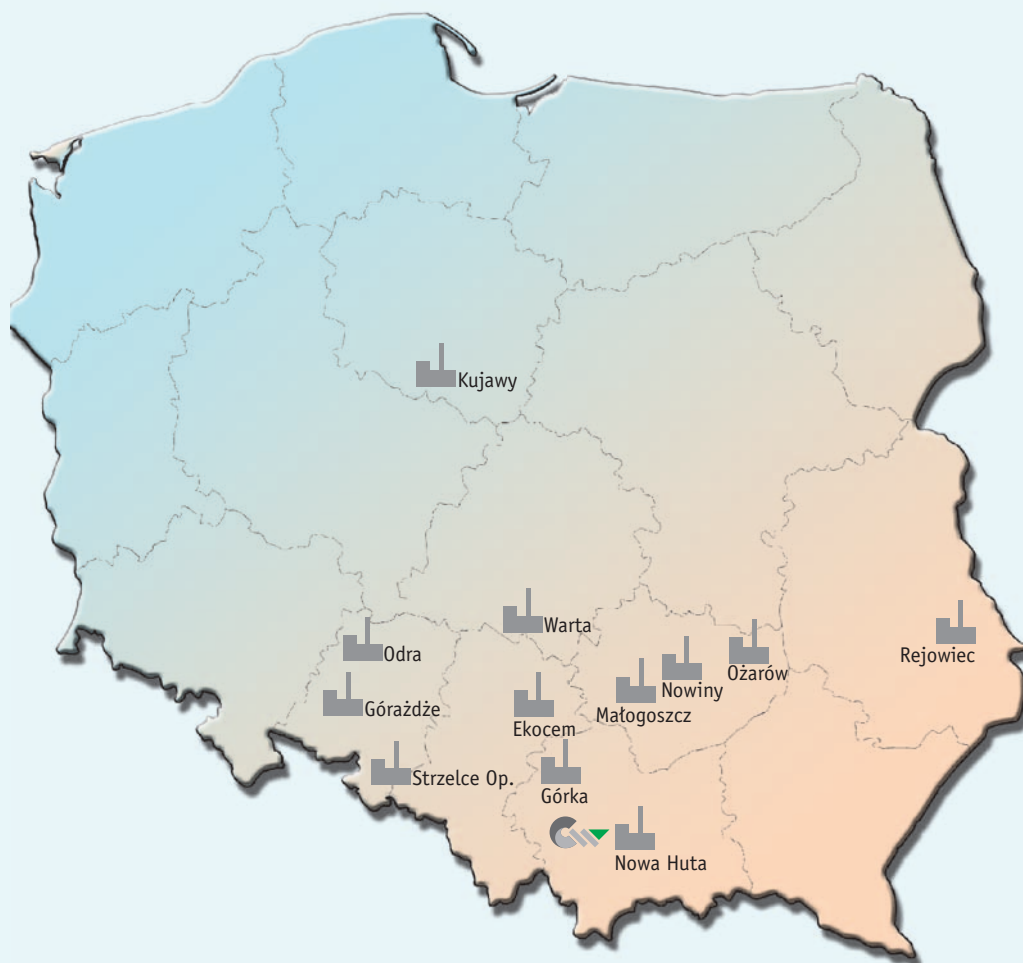 Kujawy
Warta
Odra
Rejowiec
Ożarów
Nowiny
Małogoszcz
Górażdże
Ekocem
Strzelce Op.
Górka
Nowa Huta